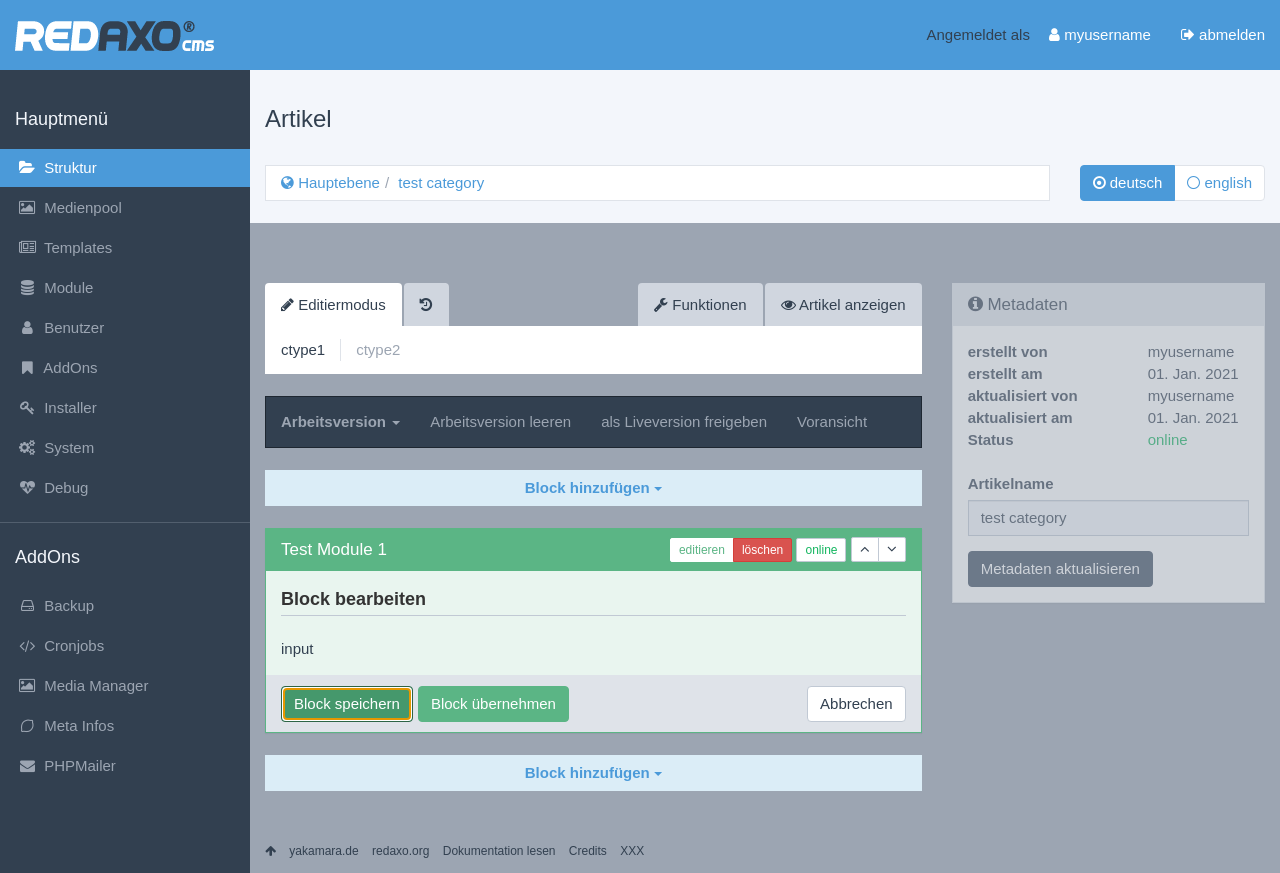 REDAXO® cms
Angemeldet als myusername abmelden
Hauptmenü
Struktur
Medienpool
Templates
Module
Benutzer
AddOns
Installer
System
Debug
AddOns
Backup
Cronjobs
Media Manager
Meta Infos
PHPMailer
Artikel
Hauptebene / test category
deutsch english
Editiermodus Funktionen Artikel anzeigen
ctype1 ctype2
Arbeitsversion Arbeitsversion leeren als Liveversion freigeben Voransicht
Block hinzufügen
Test Module 1 editieren löschen online
Block bearbeiten
input
Block speichern Block übernehmen Abbrechen
Block hinzufügen
Metadaten
erstellt von myusername
erstellt am 01. Jan. 2021
aktualisiert von myusername
aktualisiert am 01. Jan. 2021
Status online
Artikelname
test category
Metadaten aktualisieren
yakamara.de redaxo.org Dokumentation lesen Credits XXX